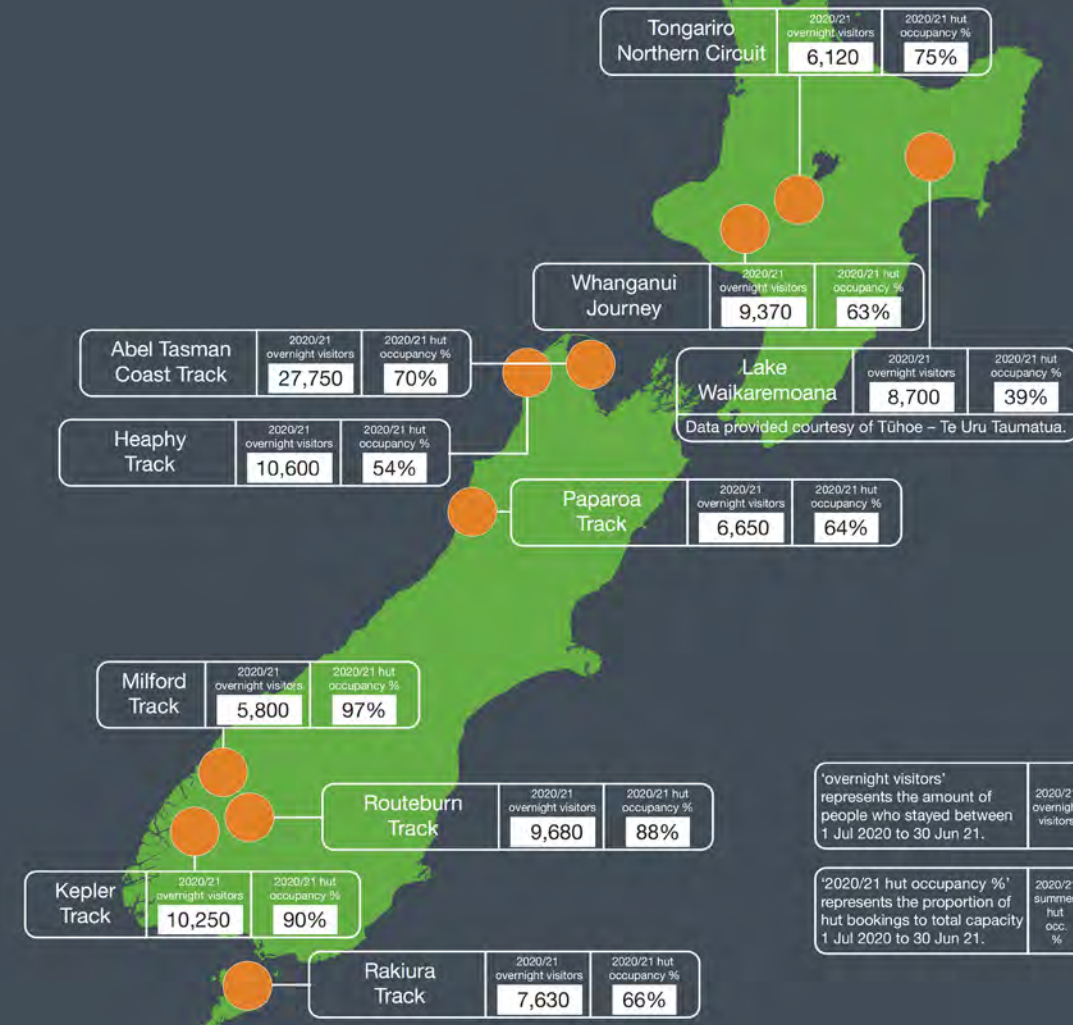 Tongariro
Northern Circuit
2020/21
overnight visitors
6,120
2020/21 hut
occupancy %
75%
Whanganui
Journey
2020/21
overnight visitors
9,370
2020/21 hut
occupancy %
63%
Abel Tasman
Coast Track
2020/21
overnight visitors
27,750
2020/21 hut
occupancy %
70%
Lake
Waikaremoana
2020/21
overnight visitors
8,700
2020/21 hut
occupancy %
39%
Data provided courtesy of Tūhoe – Te Uru Taumatua.
Heaphy
Track
2020/21
overnight visitors
10,600
2020/21 hut
occupancy %
54%
Paparoa
Track
2020/21
overnight visitors
6,650
2020/21 hut
occupancy %
64%
Milford
Track
2020/21
overnight visitors
5,800
2020/21 hut
occupancy %
97%
Routeburn
Track
2020/21
overnight visitors
9,680
2020/21 hut
occupancy %
88%
Kepler
Track
2020/21
overnight visitors
10,250
2020/21 hut
occupancy %
90%
Rakiura
Track
2020/21
overnight visitors
7,630
2020/21 hut
occupancy %
66%
'overnight visitors'
represents the amount of
people who stayed between
1 Jul 2020 to 30 Jun 21.
visitors
'2020/21 hut occupancy %'
represents the proportion of
hut bookings to total capacity
1 Jul 2020 to 30 Jun 21.
hut
occ.
%